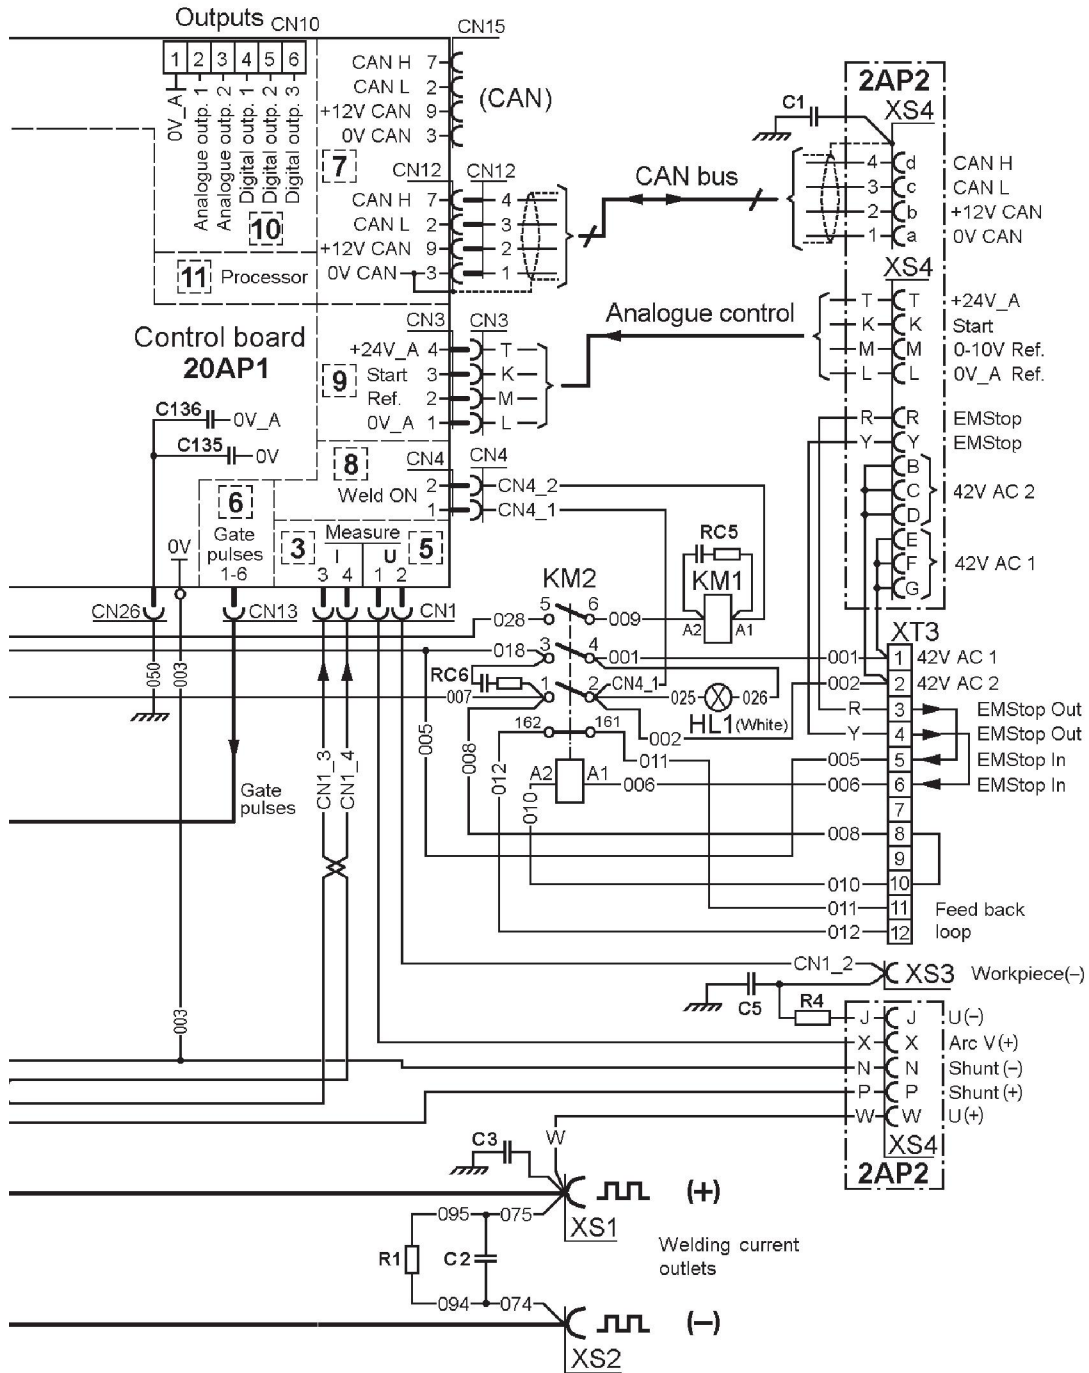 Outputs CN10
CN15
1 2 3 4 5 6
0V_A
Analogue outp. 1
Analogue outp. 2
Digital outp. 1
Digital outp. 2
Digital outp. 3
10
7
CAN H 7
CAN L 2
+12V CAN 9
0V CAN 3
(CAN)
CN12 CN12
CAN H 7 4
CAN L 2 3
+12V CAN 9 2
0V CAN 3 1
CAN bus
11 Processor
2AP2
C1
XS4
4 d CAN H
3 c CAN L
2 b +12V CAN
1 a 0V CAN
XS4
T T +24V_A
K K Start
M M 0-10V Ref.
L L 0V_A Ref.
R R EMStop
Y Y EMStop
B
C 42V AC 2
D
E
F 42V AC 1
G
Analogue control
Control board
20AP1
CN3 CN3
9
+24V_A 4 T
Start 3 K
Ref. 2 M
0V_A 1 L
C136 0V_A
C135 0V
8
CN4 CN4
Weld ON
2 CN4_2
1 CN4_1
6
Gate
pulses
1-6
0V
3 Measure 5
I U
3 4 1 2
CN26 CN13 CN1
RC5
KM1
A2 A1
KM2
028 5 6 009
018 3 4 001
RC6
007 1 2 CN4_1
025 026
HL1 (White)
002
162 161
011
A2 A1
006
050
003
Gate
pulses
CN1_3
CN1_4
005
008
012
010
XT3
001 1 42V AC 1
002 2 42V AC 2
R 3 EMStop Out
Y 4 EMStop Out
005 5 EMStop In
006 6 EMStop In
7
008 8
9
010 10
011 11 Feed back
012 12 loop
003
CN1_2 XS3 Workpiece(–)
C5
R4
J J U(–)
X X Arc V(+)
N N Shunt(–)
P P Shunt(+)
W W U(+)
XS4
2AP2
C3
W
(+)
XS1
095 075
R1
C2
094 074
Welding current
outlets
(–)
XS2